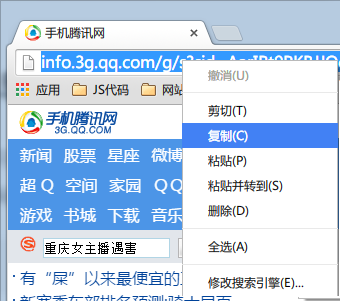 手机腾讯网
info.3g.qq.com/g/s?sid=
撤销(U)
应用 JS代码 网站
剪切(T)
手机腾讯网
3G.QQ.COM
复制(C)
新闻 股票 星座 微博
粘贴(P)
超Q 空间 家园 QQ
粘贴并转到(S)
游戏 书城 下载 音乐
删除(D)
重庆女主播遇害
全选(A)
有“屎”以来最便宜的
修改搜索引擎(E)...